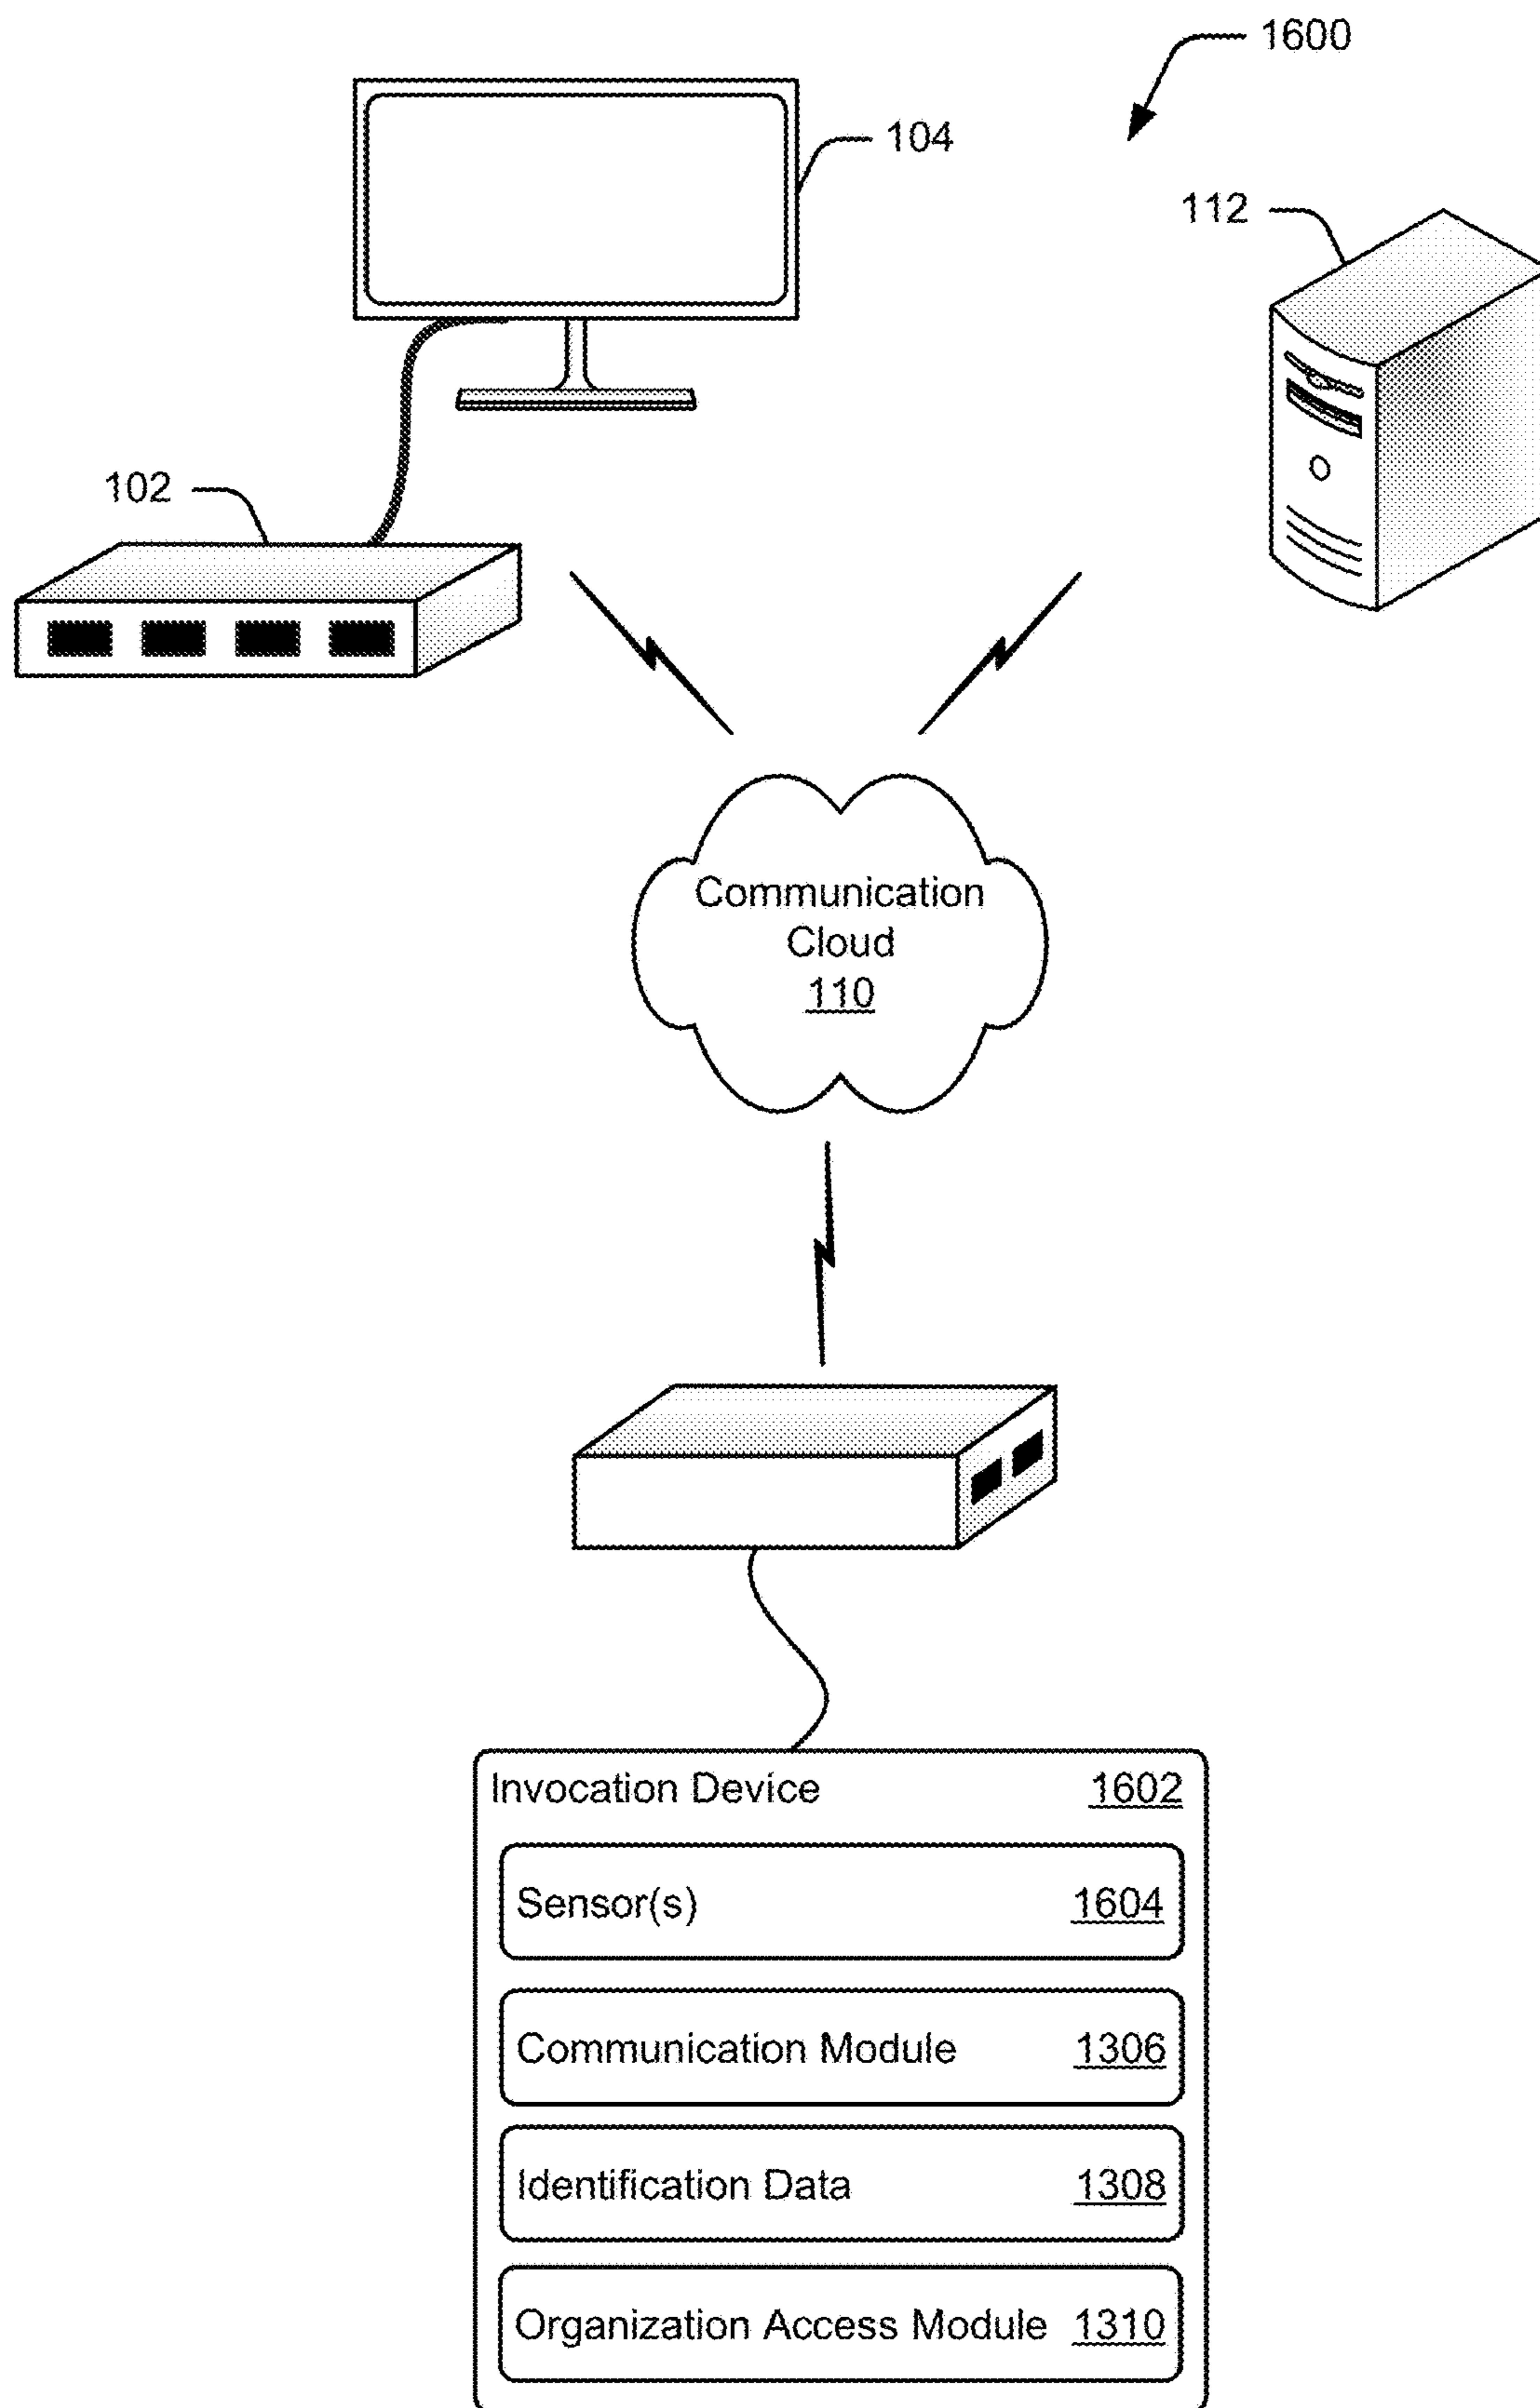 1600
104
112
102
Communication
Cloud
110
Invocation Device 1602
Sensor(s) 1604
Communication Module 1306
Identification Data 1308
Organization Access Module 1310